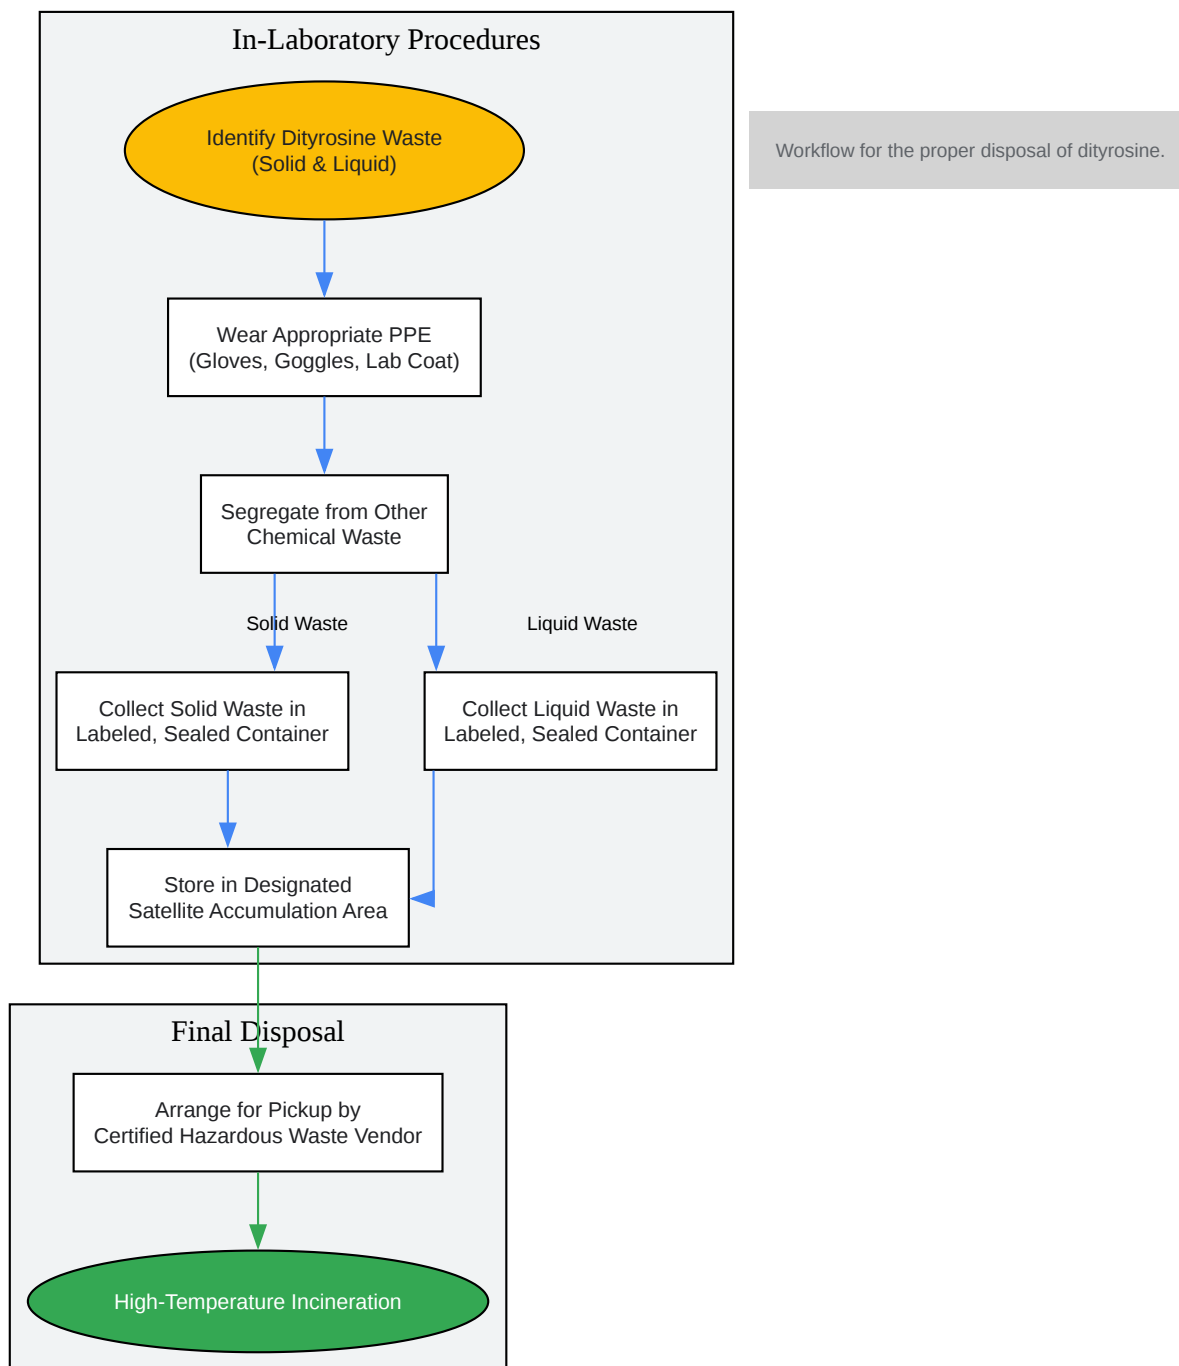 In-Laboratory Procedures
Identify Dityrosine Waste
(Solid & Liquid)
Workflow for the proper disposal of dityrosine.
Wear Appropriate PPE
(Gloves, Goggles, Lab Coat)
Segregate from Other
Chemical Waste
Solid Waste
Liquid Waste
Collect Solid Waste in
Labeled, Sealed Container
Collect Liquid Waste in
Labeled, Sealed Container
Store in Designated
Satellite Accumulation Area
Final Disposal
Arrange for Pickup by
Certified Hazardous Waste Vendor
High-Temperature Incineration